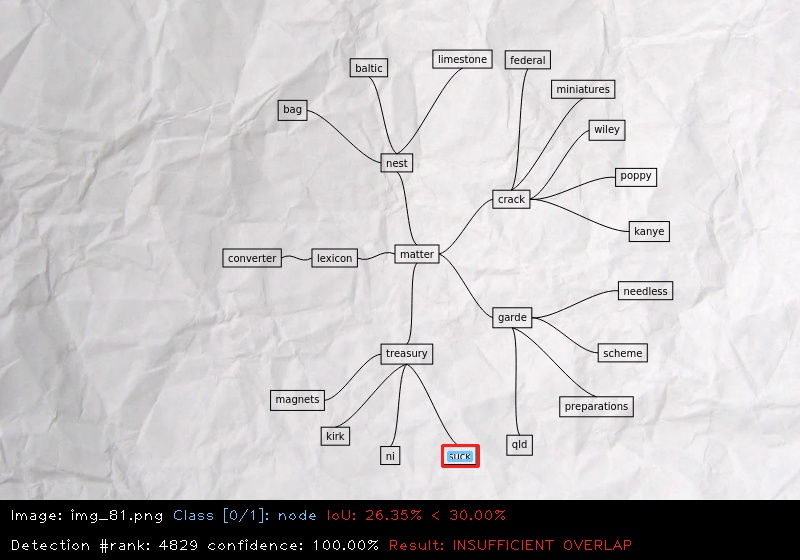 limestone
federal
baltic
miniatures
bag
wiley
nest
poppy
crack
kanye
matter
converter
lexicon
needless
garde
treasury
scheme
magnets
preparations
kirk
qld
ni
suck
Image: img_81.png Class [0/1]: node IoU: 26.35% < 30.00%
Detection #rank: 4829 confidence: 100.00% Result: INSUFFICIENT OVERLAP